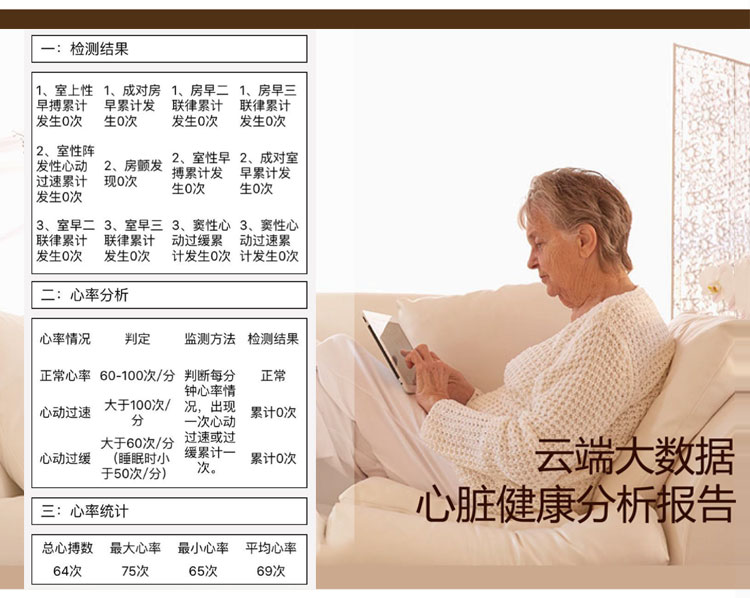 一：检测结果
1、室上性 1、成对房 1、房早二 1、房早三
早搏累计 早累计发 联律累计 联律累计
发生0次 生0次 发生0次 发生0次
2、室性阵
发性心动
过速累计
发生0次
2、房颤发
现0次
2、室性早
搏累计发
生0次
2、成对室
早累计发
生0次
3、室早二 3、室早三 3、窦性心 3、窦性心
联律累计 联律累计 动过缓累 动过速累
发生0次 发生0次 计发生0次 计发生0次
二：心率分析
心率情况 判定 监测方法 检测结果
正常心率 60-100次/分 正常
心动过速 大于100次/
分
累计0次
心动过缓 大于60次/分
（睡眠时小
于50次/分）
累计0次
判断每分
钟心率情
况，出现
一次心动
过速或过
缓累计一
次。
三：心率统计
总心搏数 最大心率 最小心率 平均心率
64次 75次 65次 69次
云端大数据
心脏健康分析报告